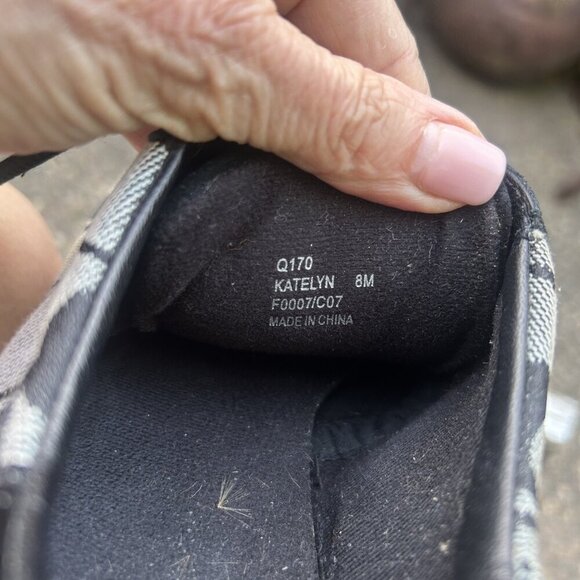 Q170
KATELYN 8M
F0007/C07
MADE IN CHINA